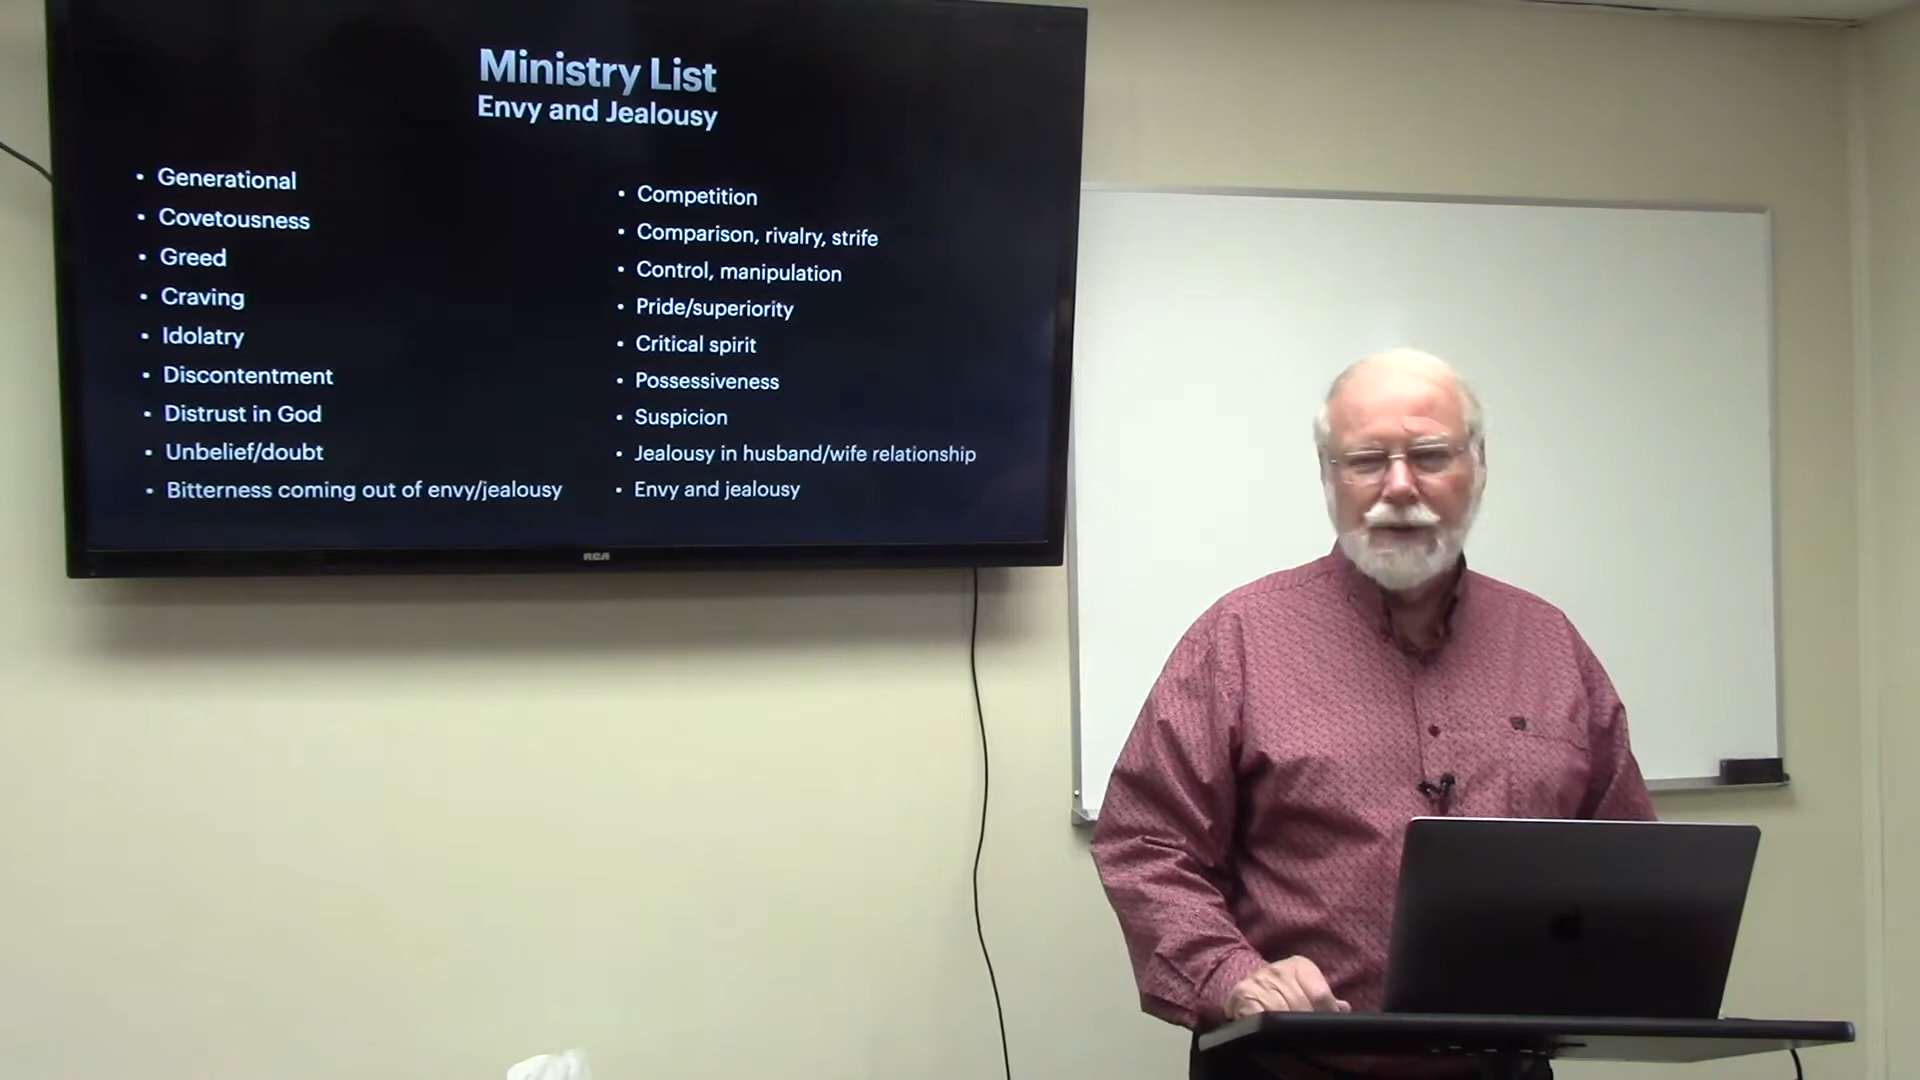 Ministry List
Envy and Jealousy
• Generational
• Covetousness
• Greed
• Craving
• Idolatry
• Discontentment
• Distrust in God
• Unbelief/doubt
• Bitterness coming out of envy/jealousy
• Competition
• Comparison, rivalry, strife
• Control, manipulation
• Pride/superiority
• Critical spirit
• Possessiveness
• Suspicion
• Jealousy in husband/wife relationship
• Envy and jealousy
RCA